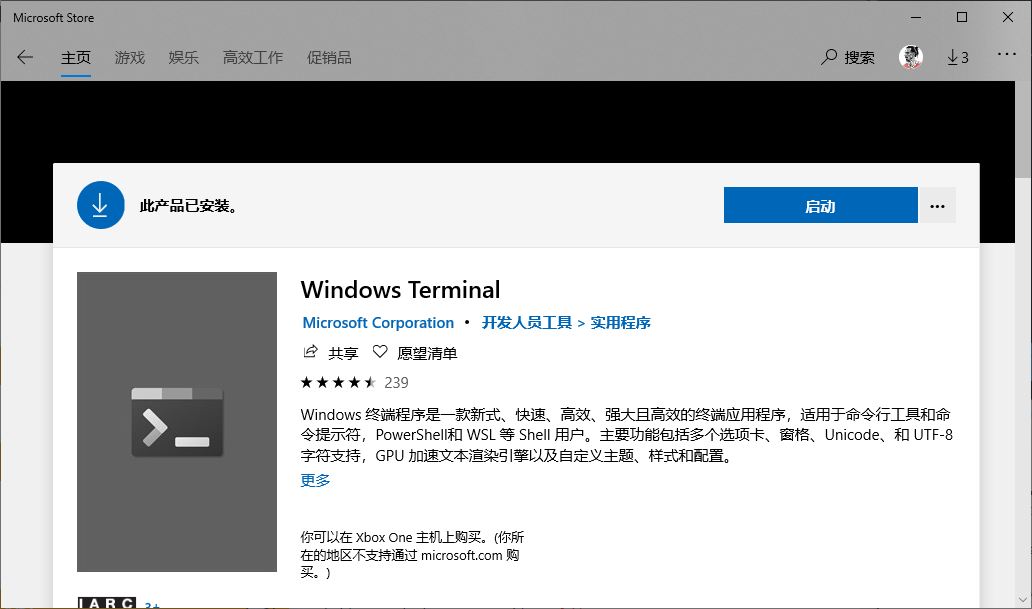 Microsoft Store
主页 游戏 娱乐 高效工作 促销品 搜索 3
此产品已安装。 启动
Windows Terminal
Microsoft Corporation • 开发人员工具 > 实用程序
共享 愿望清单
239
Windows 终端程序是一款新式、快速、高效、强大且高效的终端应用程序，适用于命令行工具和命
令提示符，PowerShell和 WSL 等 Shell 用户。主要功能包括多个选项卡、窗格、Unicode、和 UTF-8
字符支持，GPU 加速文本渲染引擎以及自定义主题、样式和配置。
更多
你可以在 Xbox One 主机上购买。(你所
在的地区不支持通过 microsoft.com 购
买。)
IARC 3+